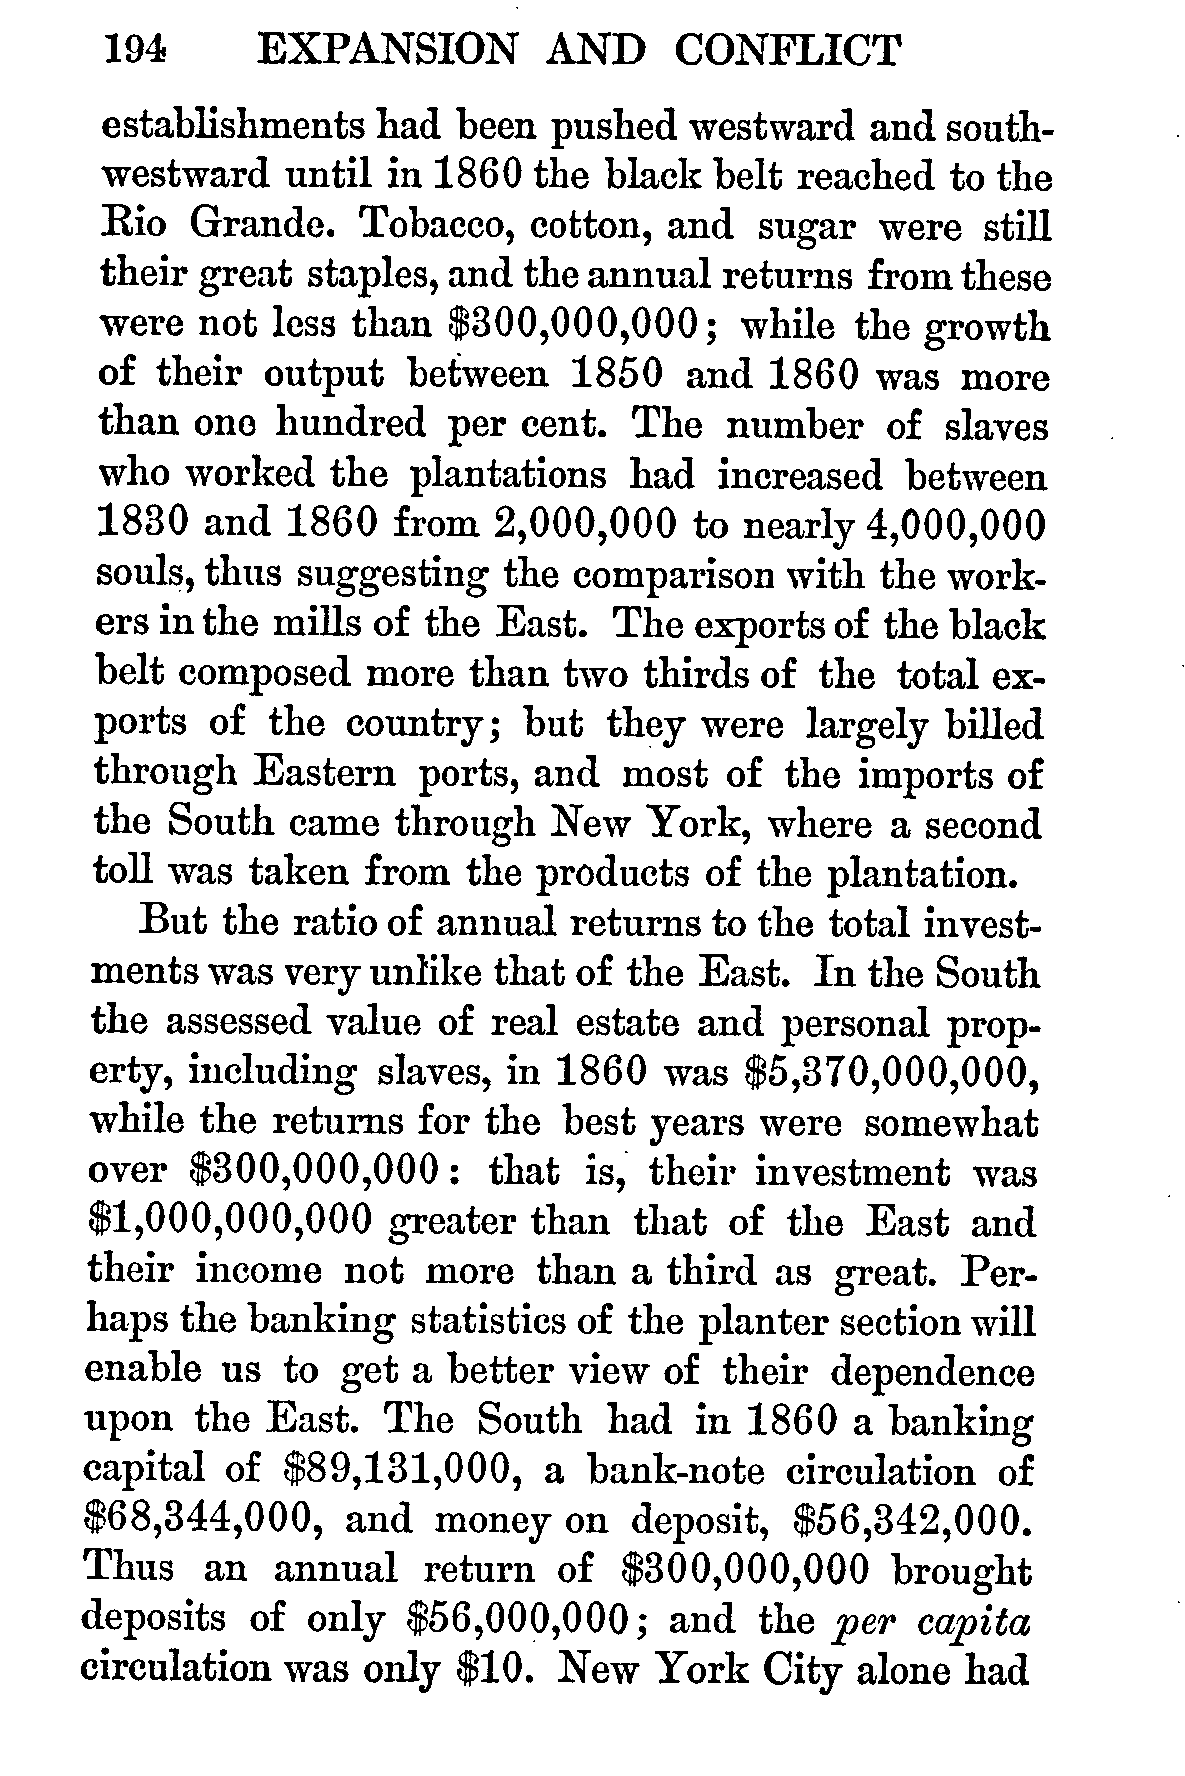 194 EXPANSION AND CONFLICT
establishments had been pushed westward and south-
westward until in 1860 the black belt reached to the
Rio Grande. Tobacco, cotton, and sugar were still
their great staples, and the annual returns from these
were not less than $300,000,000; while the growth
of their output between 1850 and 1860 was more
than one hundred per cent. The number of slaves
who worked the plantations had increased between
1830 and 1860 from 2,000,000 to nearly 4,000,000
souls, thus suggesting the comparison with the work-
ers in the mills of the East. The exports of the black
belt composed more than two thirds of the total ex-
ports of the country; but they were largely billed
through Eastern ports, and most of the imports of
the South came through New York, where a second
toll was taken from the products of the plantation.
But the ratio of annual returns to the total invest-
ments was very unlike that of the East. In the South
the assessed value of real estate and personal prop-
erty, including slaves, in 1860 was $5,370,000,000,
while the returns for the best years were somewhat
over $300,000,000: that is, their investment was
$1,000,000,000 greater than that of the East and
their income not more than a third as great. Per-
haps the banking statistics of the planter section will
enable us to get a better view of their dependence
upon the East. The South had in 1860 a banking
capital of $89,131,000, a bank-note circulation of
$68,344,000, and money on deposit, $56,342,000.
Thus an annual return of $300,000,000 brought
deposits of only $56,000,000; and the per capita
circulation was only $10. New York City alone had